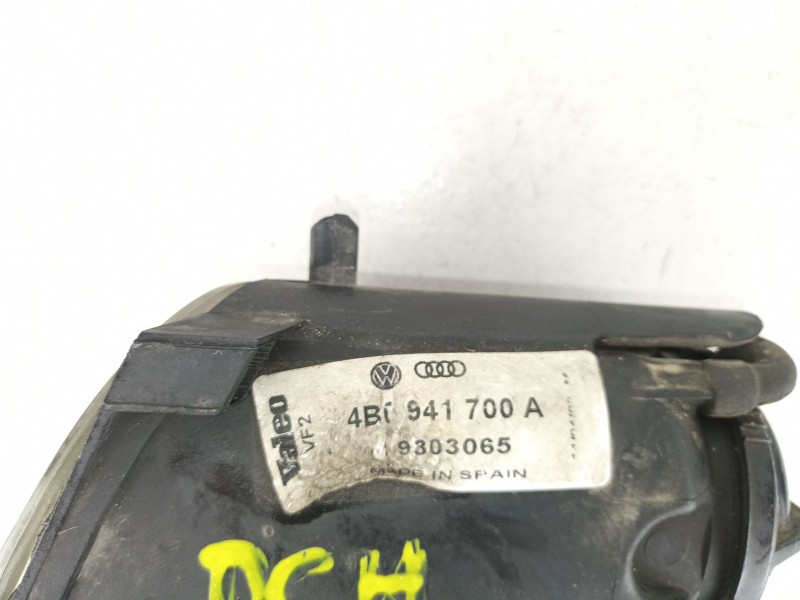 Valeo
VF2
4B0 941 700 A
9303065
MADE IN SPAIN
DCH